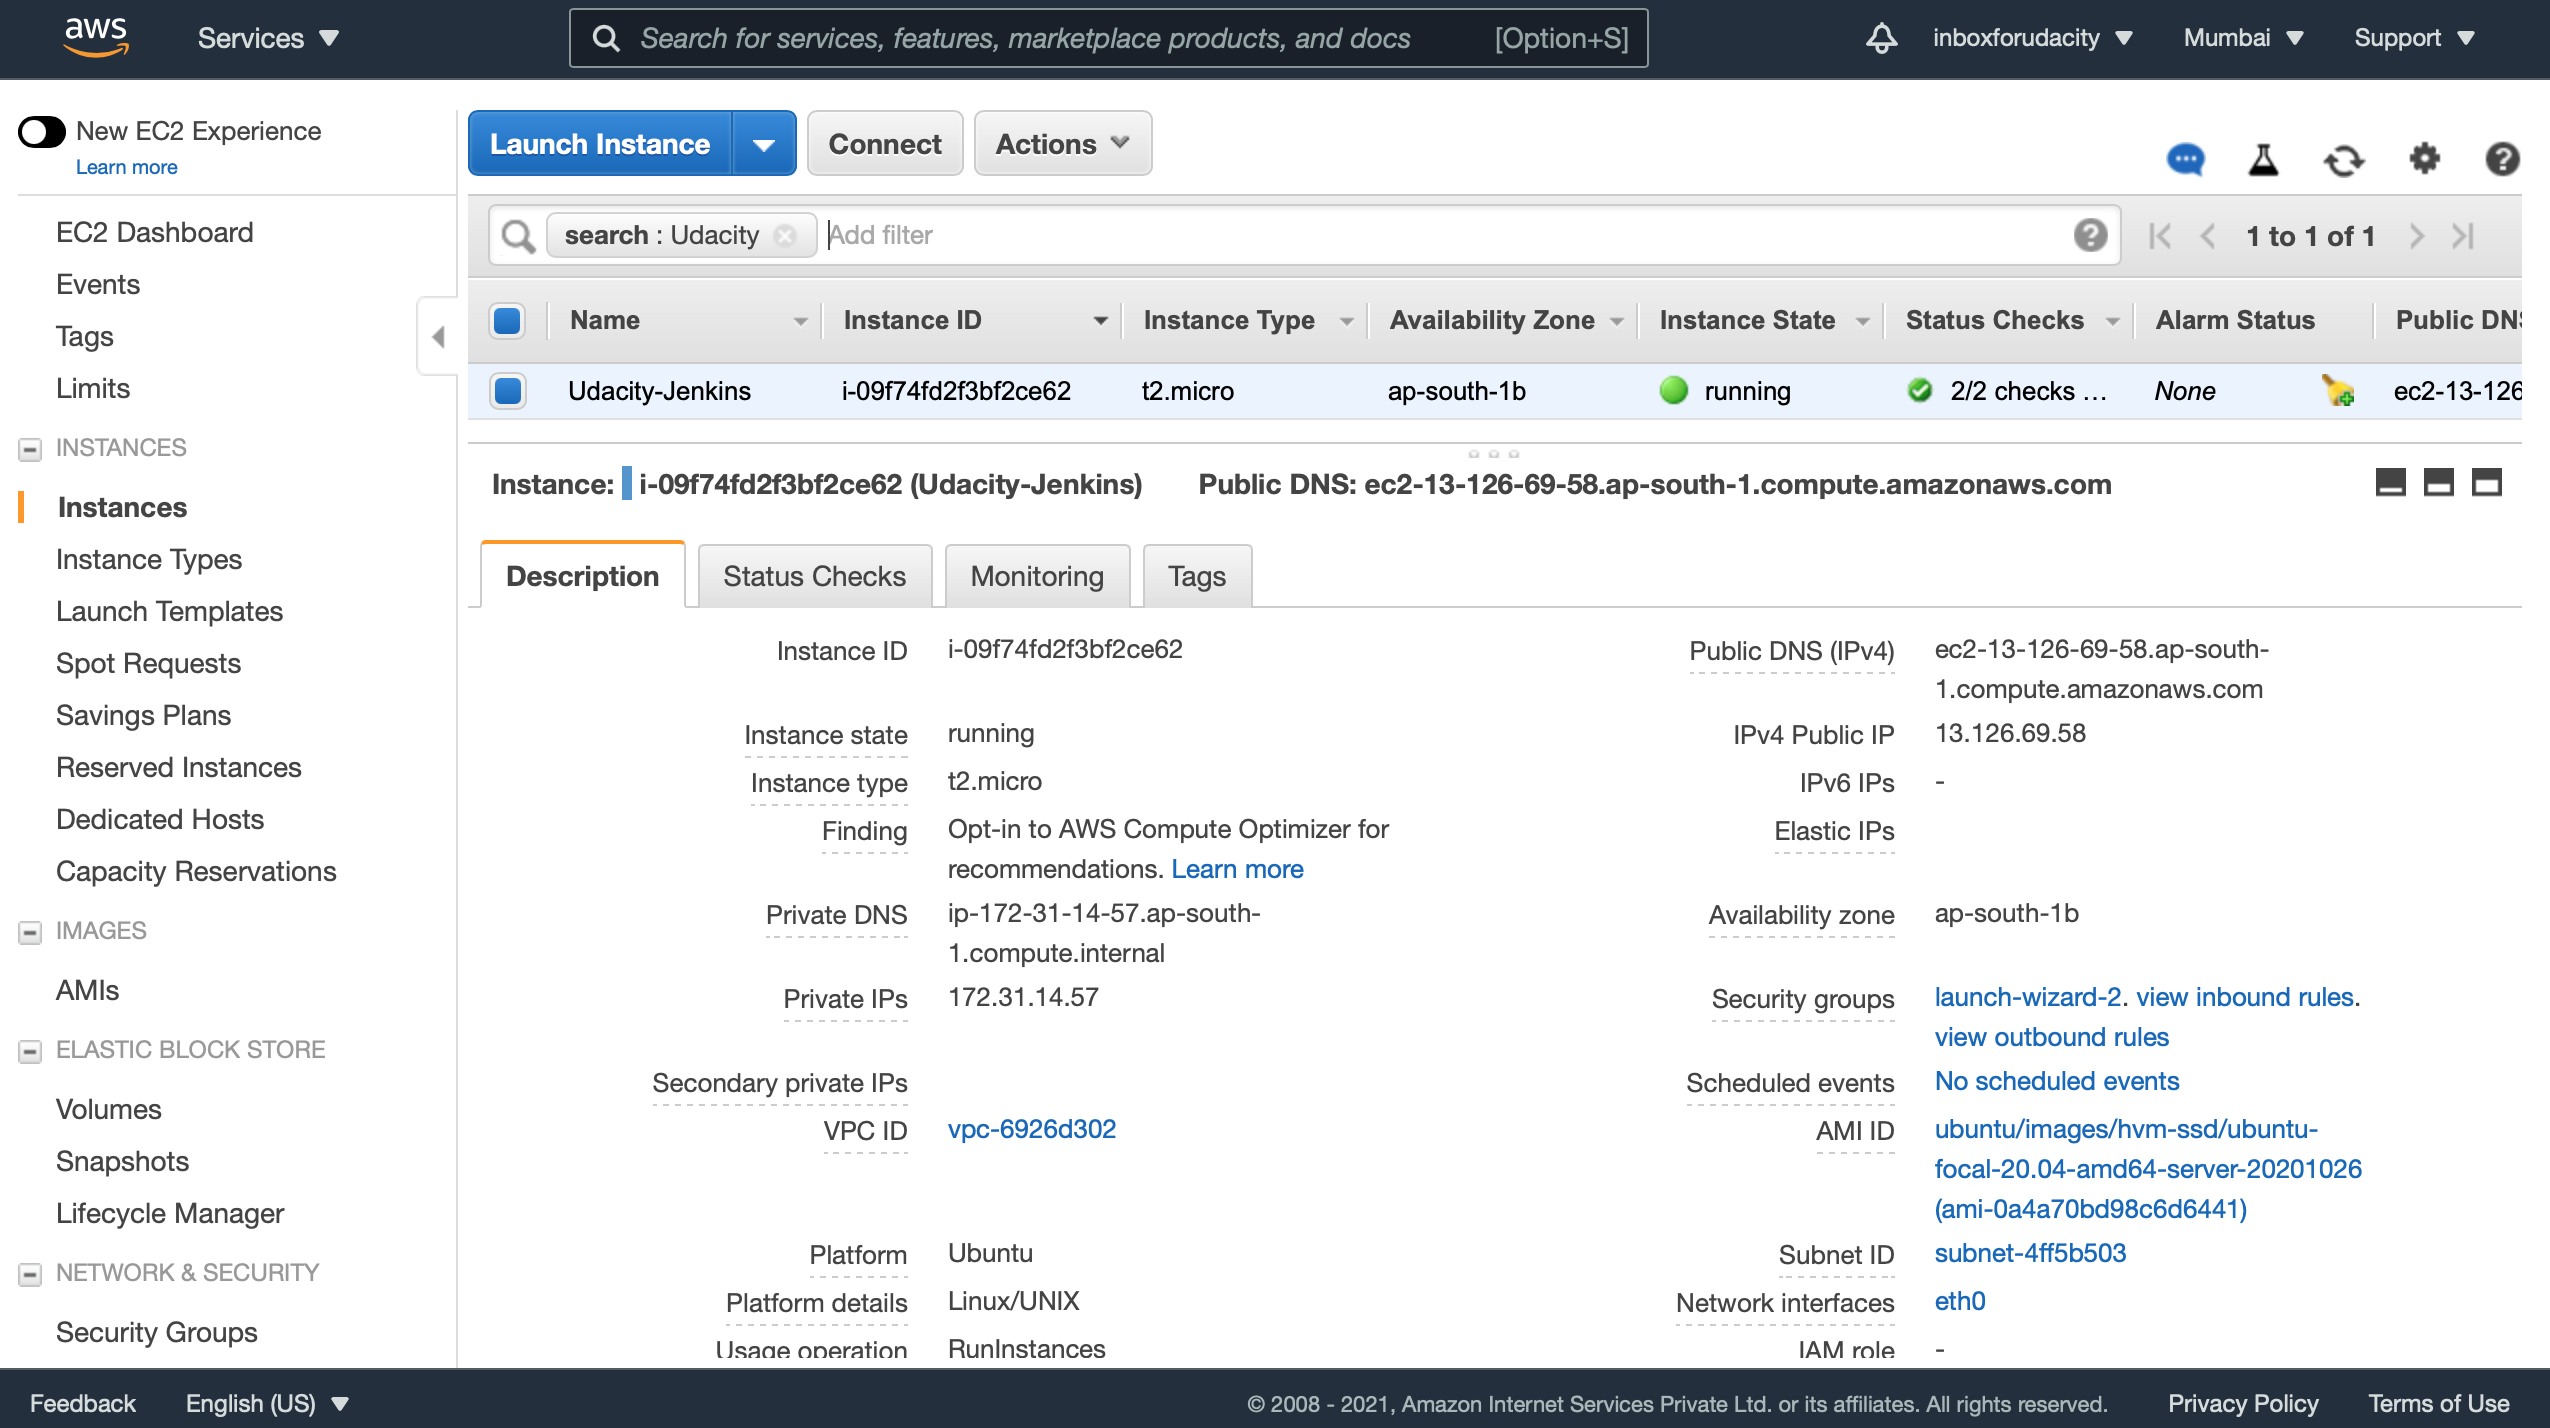 aws
Services
Search for services, features, marketplace products, and docs
[Option+S]
inboxforudacity
Mumbai
Support
New EC2 Experience
Learn more
EC2 Dashboard
Events
Tags
Limits
INSTANCES
Instances
Instance Types
Launch Templates
Spot Requests
Savings Plans
Reserved Instances
Dedicated Hosts
Capacity Reservations
IMAGES
AMIs
ELASTIC BLOCK STORE
Volumes
Snapshots
Lifecycle Manager
NETWORK & SECURITY
Security Groups
Launch Instance
Connect
Actions
search : Udacity
Add filter
1 to 1 of 1
Name Instance ID Instance Type Availability Zone Instance State Status Checks Alarm Status Public DNS
Udacity-Jenkins i-09f74fd2f3bf2ce62 t2.micro ap-south-1b running 2/2 checks ... None ec2-13-126
Instance: i-09f74fd2f3bf2ce62 (Udacity-Jenkins) Public DNS: ec2-13-126-69-58.ap-south-1.compute.amazonaws.com
Description
Status Checks
Monitoring
Tags
Instance ID i-09f74fd2f3bf2ce62
Instance state running
Instance type t2.micro
Finding Opt-in to AWS Compute Optimizer for
recommendations. Learn more
Private DNS ip-172-31-14-57.ap-south-
1.compute.internal
Private IPs 172.31.14.57
Secondary private IPs
VPC ID vpc-6926d302
Platform Ubuntu
Platform details Linux/UNIX
Usage operation RunInstances
Public DNS (IPv4) ec2-13-126-69-58.ap-south-
1.compute.amazonaws.com
IPv4 Public IP 13.126.69.58
IPv6 IPs -
Elastic IPs
Availability zone ap-south-1b
Security groups launch-wizard-2. view inbound rules.
view outbound rules
Scheduled events No scheduled events
AMI ID ubuntu/images/hvm-ssd/ubuntu-
focal-20.04-amd64-server-20201026
(ami-0a4a70bd98c6d6441)
Subnet ID subnet-4ff5b503
Network interfaces eth0
IAM role -
Feedback
English (US)
© 2008 - 2021, Amazon Internet Services Private Ltd. or its affiliates. All rights reserved.
Privacy Policy
Terms of Use